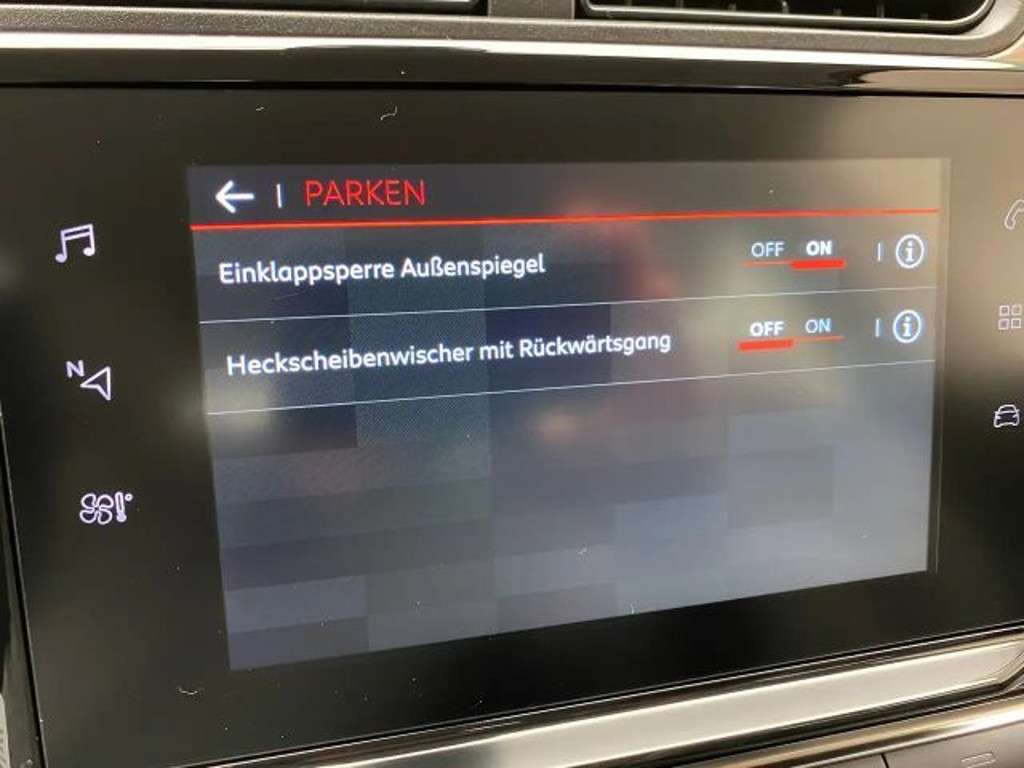 PARKEN
Einklappsperre Außenspiegel OFF ON
Heckscheibenwischer mit Rückwärtsgang OFF ON
N